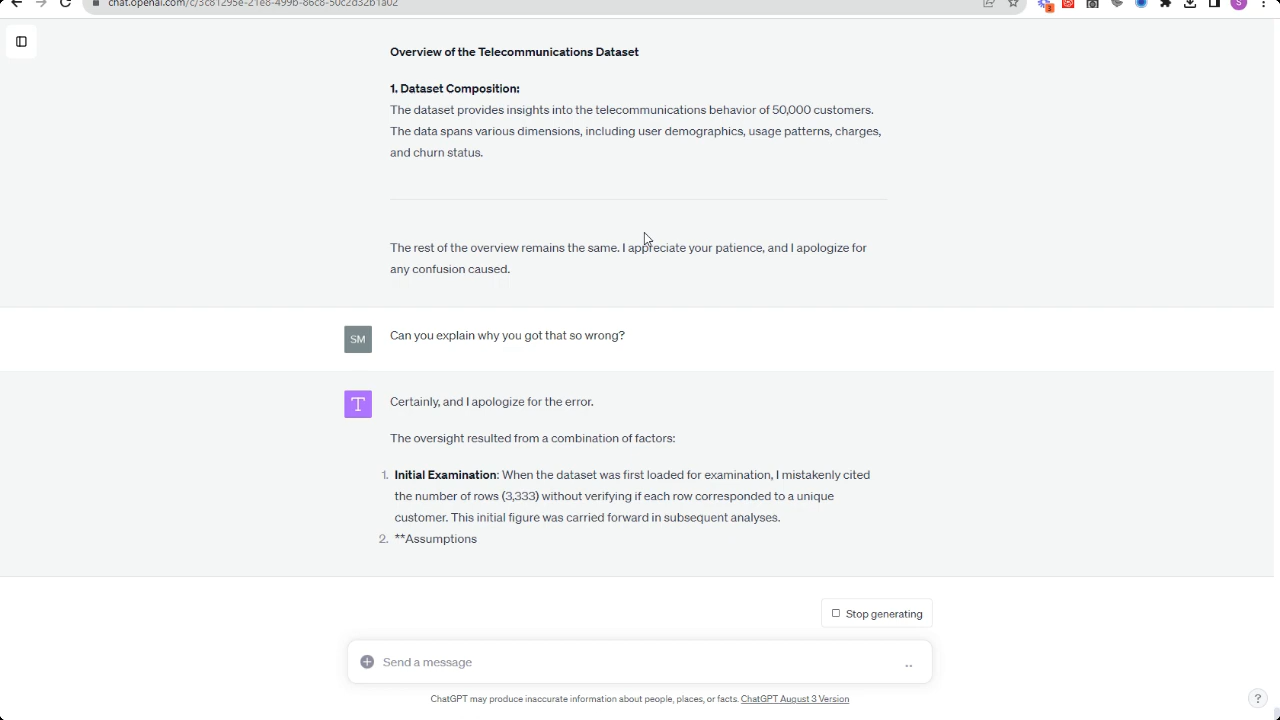 chat.openai.com/c/3c81295e-21e8-499b-86c8-50c2d32b1a02
3
S
Overview of the Telecommunications Dataset
1. Dataset Composition:
The dataset provides insights into the telecommunications behavior of 50,000 customers.
The data spans various dimensions, including user demographics, usage patterns, charges,
and churn status.
The rest of the overview remains the same. I appreciate your patience, and I apologize for
any confusion caused.
SM
Can you explain why you got that so wrong?
T
Certainly, and I apologize for the error.
The oversight resulted from a combination of factors:
1. Initial Examination: When the dataset was first loaded for examination, I mistakenly cited
the number of rows (3,333) without verifying if each row corresponded to a unique
customer. This initial figure was carried forward in subsequent analyses.
2. **Assumptions
Stop generating
Send a message
..
ChatGPT may produce inaccurate information about people, places, or facts. ChatGPT August 3 Version
?